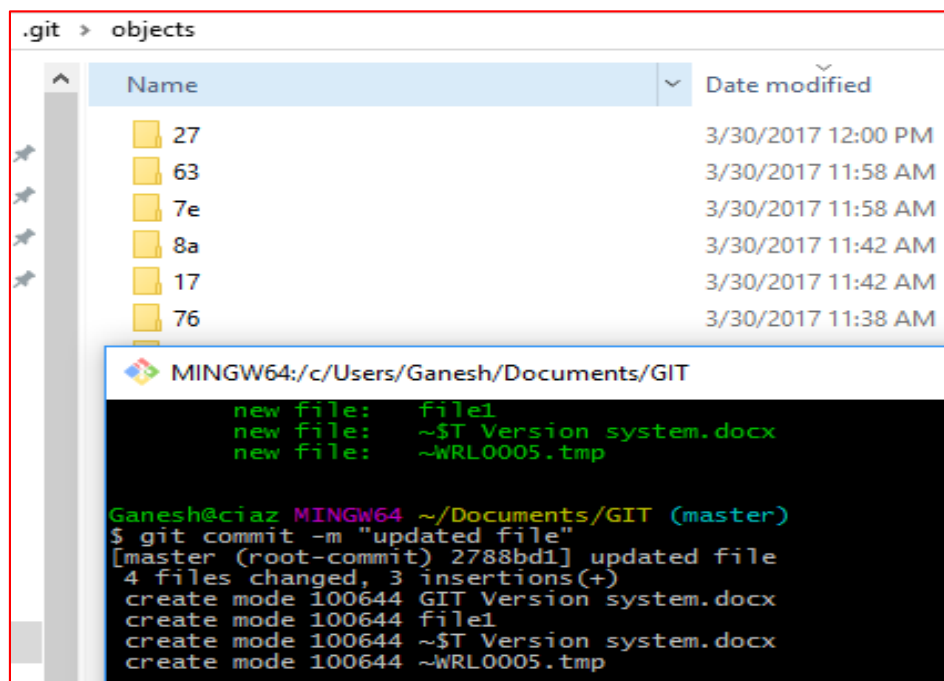 .git > objects
Name Date modified
27 3/30/2017 12:00 PM
63 3/30/2017 11:58 AM
7e 3/30/2017 11:58 AM
8a 3/30/2017 11:42 AM
17 3/30/2017 11:42 AM
76 3/30/2017 11:38 AM
MINGW64:/c/Users/Ganesh/Documents/GIT
new file: file1
new file: ~$T Version system.docx
new file: ~WRL0005.tmp
Ganesh@ciaz MINGW64 ~/Documents/GIT (master)
$ git commit -m "updated file"
[master (root-commit) 2788bd1] updated file
4 files changed, 3 insertions(+)
create mode 100644 GIT Version system.docx
create mode 100644 file1
create mode 100644 ~$T Version system.docx
create mode 100644 ~WRL0005.tmp